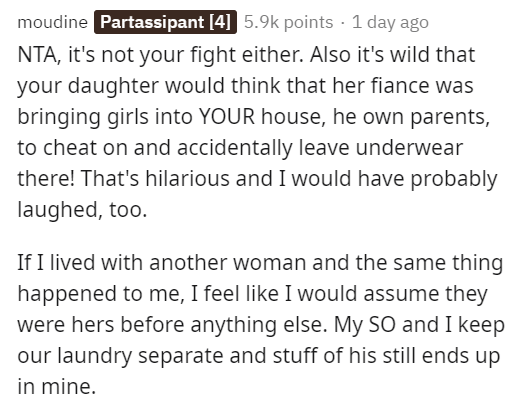 moudine Partassipant [4] 5.9k points · 1 day ago
NTA, it's not your fight either. Also it's wild that
your daughter would think that her fiance was
bringing girls into YOUR house, he own parents,
to cheat on and accidentally leave underwear
there! That's hilarious and I would have probably
laughed, too.
If I lived with another woman and the same thing
happened to me, I feel like I would assume they
were hers before anything else. My SO and I keep
our laundry separate and stuff of his still ends up
in mine.